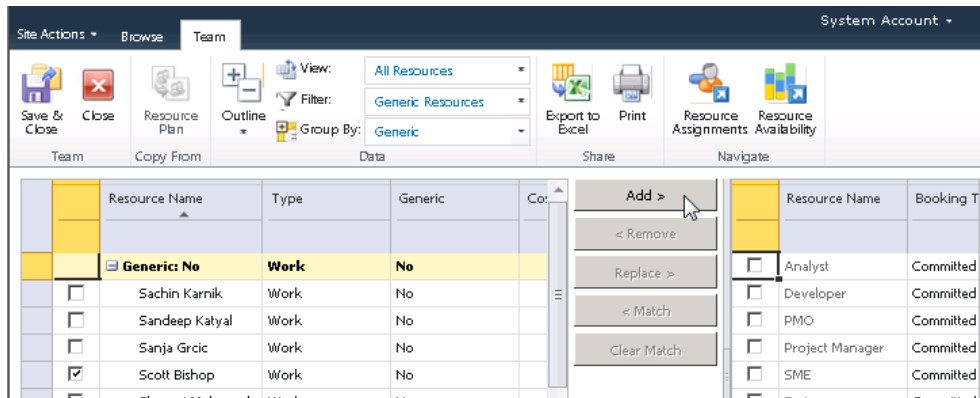 System Account
Site Actions Browse Team
View: All Resources
Filter: Generic Resources
Group By: Generic
Save & Close Close Resource Plan Outline Export to Excel Print Resource Assignments Resource Availability
Team Copy From Data Share Navigate
Resource Name Type Generic Cos Add > Resource Name Booking T
< Remove
Generic: No Work No Replace > Analyst Committed
Sachin Karnik Work No Developer Committed
Sandeep Katyal Work No < Match PMO Committed
Sanja Grcic Work No Clear Match Project Manager Committed
Scott Bishop Work No SME Committed